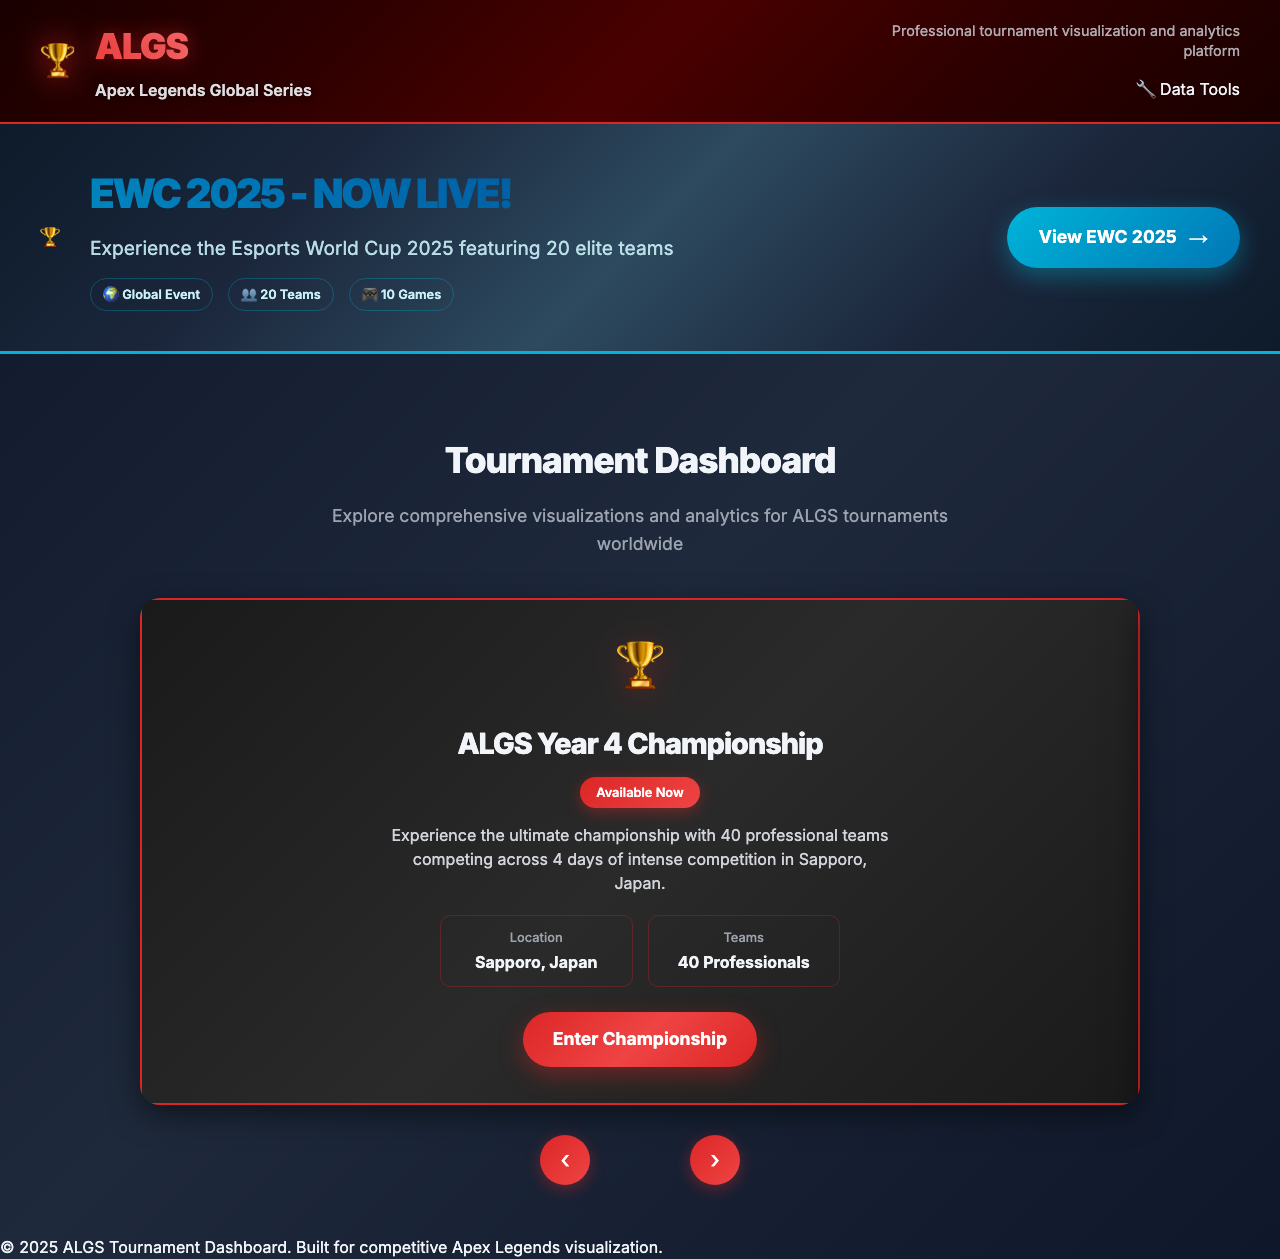 ALGS
Apex Legends Global Series
Professional tournament visualization and analytics
platform
🔧 Data Tools
EWC 2025 - NOW LIVE!
Experience the Esports World Cup 2025 featuring 20 elite teams
🌍 Global Event
👥 20 Teams
🎮 10 Games
View EWC 2025 →
Tournament Dashboard
Explore comprehensive visualizations and analytics for ALGS tournaments
worldwide
ALGS Year 4 Championship
Available Now
Experience the ultimate championship with 40 professional teams
competing across 4 days of intense competition in Sapporo,
Japan.
Location
Sapporo, Japan
Teams
40 Professionals
Enter Championship
‹ ›
© 2025 ALGS Tournament Dashboard. Built for competitive Apex Legends visualization.